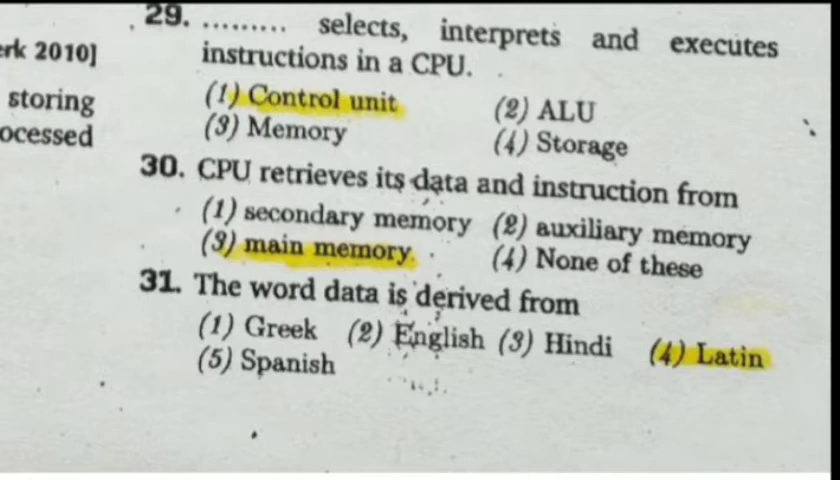 29. ......... selects, interprets and executes
erk 2010]
instructions in a CPU.
storing
(1) Control unit (2) ALU
ocessed
(3) Memory (4) Storage
30. CPU retrieves its data and instruction from
(1) secondary memory (2) auxiliary memory
(3) main memory. (4) None of these
31. The word data is derived from
(1) Greek (2) English (3) Hindi (4) Latin
(5) Spanish